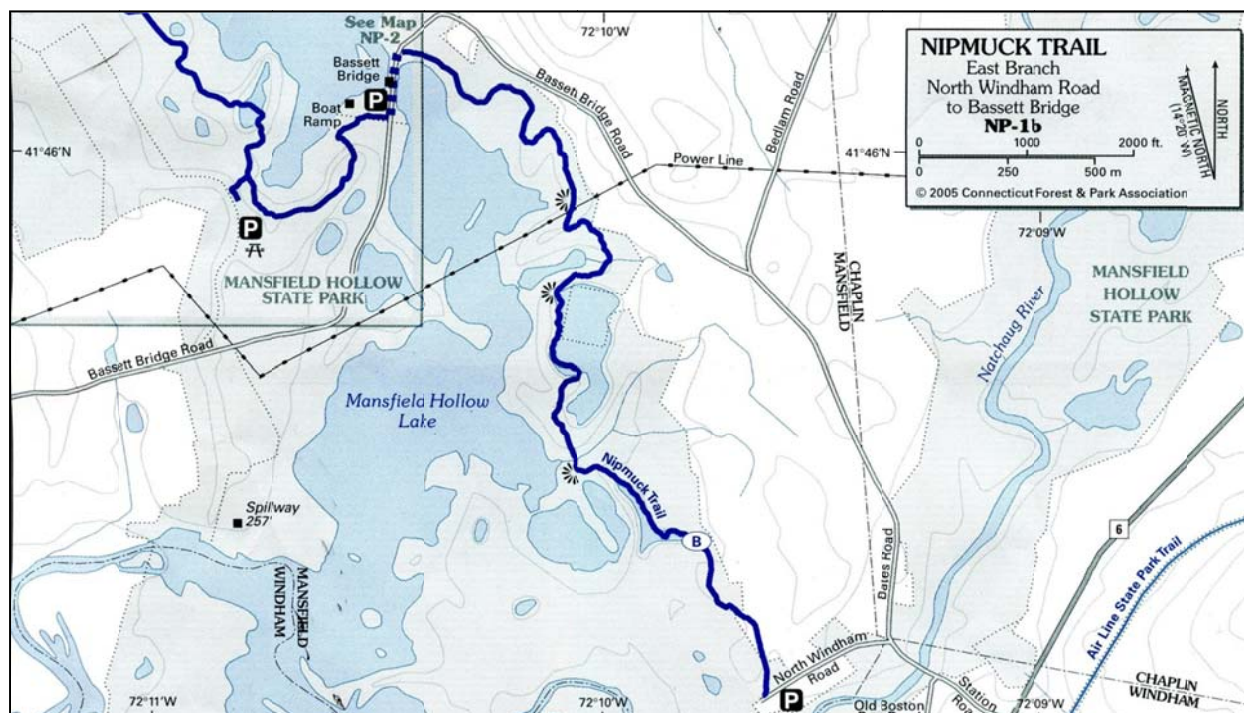 See Map
NP-2
72°10'W
Bassett
Bridge
P
Boat
Ramp
41°46'N
Bassett Bridge Road
Bedlam Road
Power Line
41°46'N
NIPMUCK TRAIL
East Branch
North Windham Road
to Bassett Bridge
NP-1b
0 1000 2000 ft.
0 250 500 m
© 2005 Connecticut Forest & Park Association
MAGNETIC NORTH
(14°20' W)
NORTH
P
MANSFIELD HOLLOW
STATE PARK
72°09'W
CHAPLIN
MANSFIELD
MANSFIELD
HOLLOW
STATE PARK
Natchaug River
Bassett Bridge Road
Mansfield Hollow
Lake
Nipmuck Trail
Spillway
257'
B
6
Air Line State Park Trail
Bates Road
MANSFIELD
WINDHAM
North Windham
Road
P
Station
Road
Old Boston
CHAPLIN
WINDHAM
72°11'W
72°10'W
72°09'W